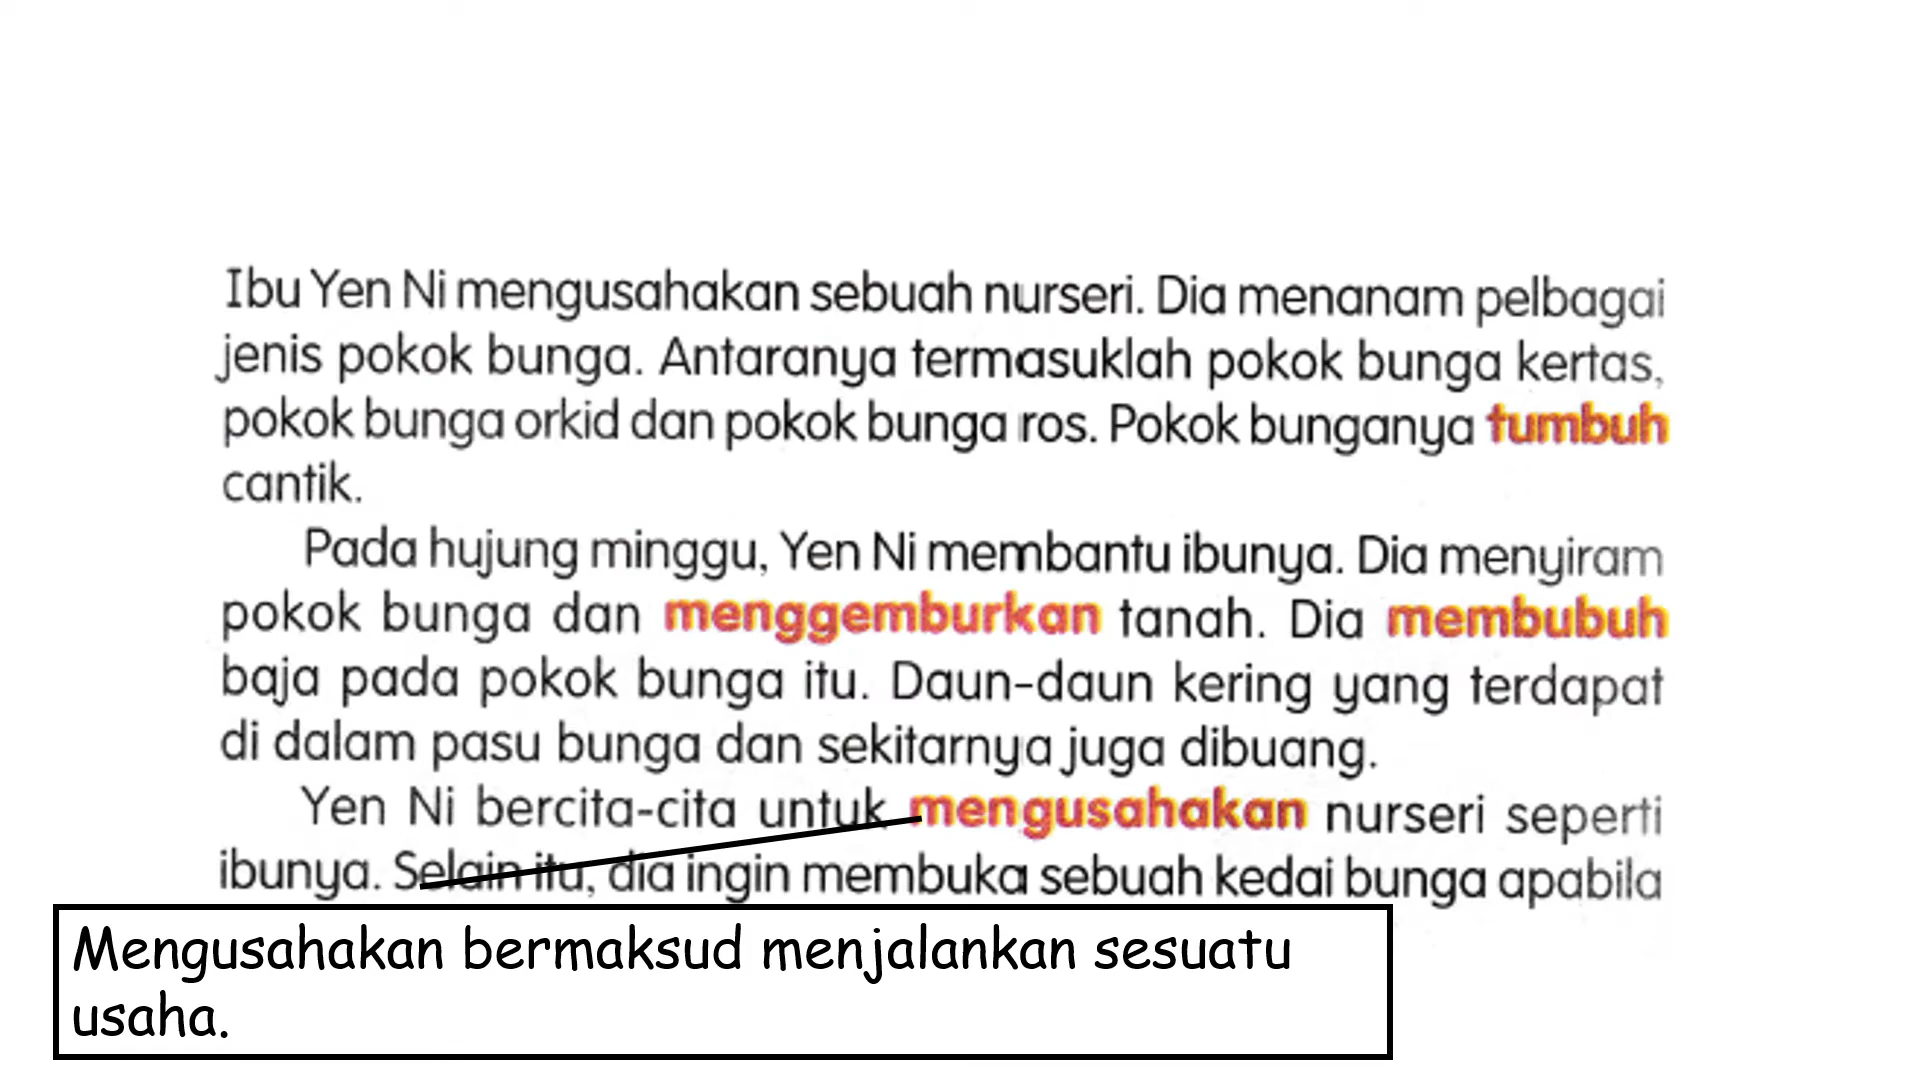 Ibu Yen Ni mengusahakan sebuah nurseri. Dia menanam pelbagai
jenis pokok bunga. Antaranya termasuklah pokok bunga kertas,
pokok bunga orkid dan pokok bunga ros. Pokok bunganya tumbuh
cantik.
Pada hujung minggu, Yen Ni membantu ibunya. Dia menyiram
pokok bunga dan menggemburkan tanah. Dia membubuh
baja pada pokok bunga itu. Daun-daun kering yang terdapat
di dalam pasu bunga dan sekitarnya juga dibuang.
Yen Ni bercita-cita untuk mengusahakan nurseri seperti
ibunya. Selain itu, dia ingin membuka sebuah kedai bunga apabila
Mengusahakan bermaksud menjalankan sesuatu
usaha.